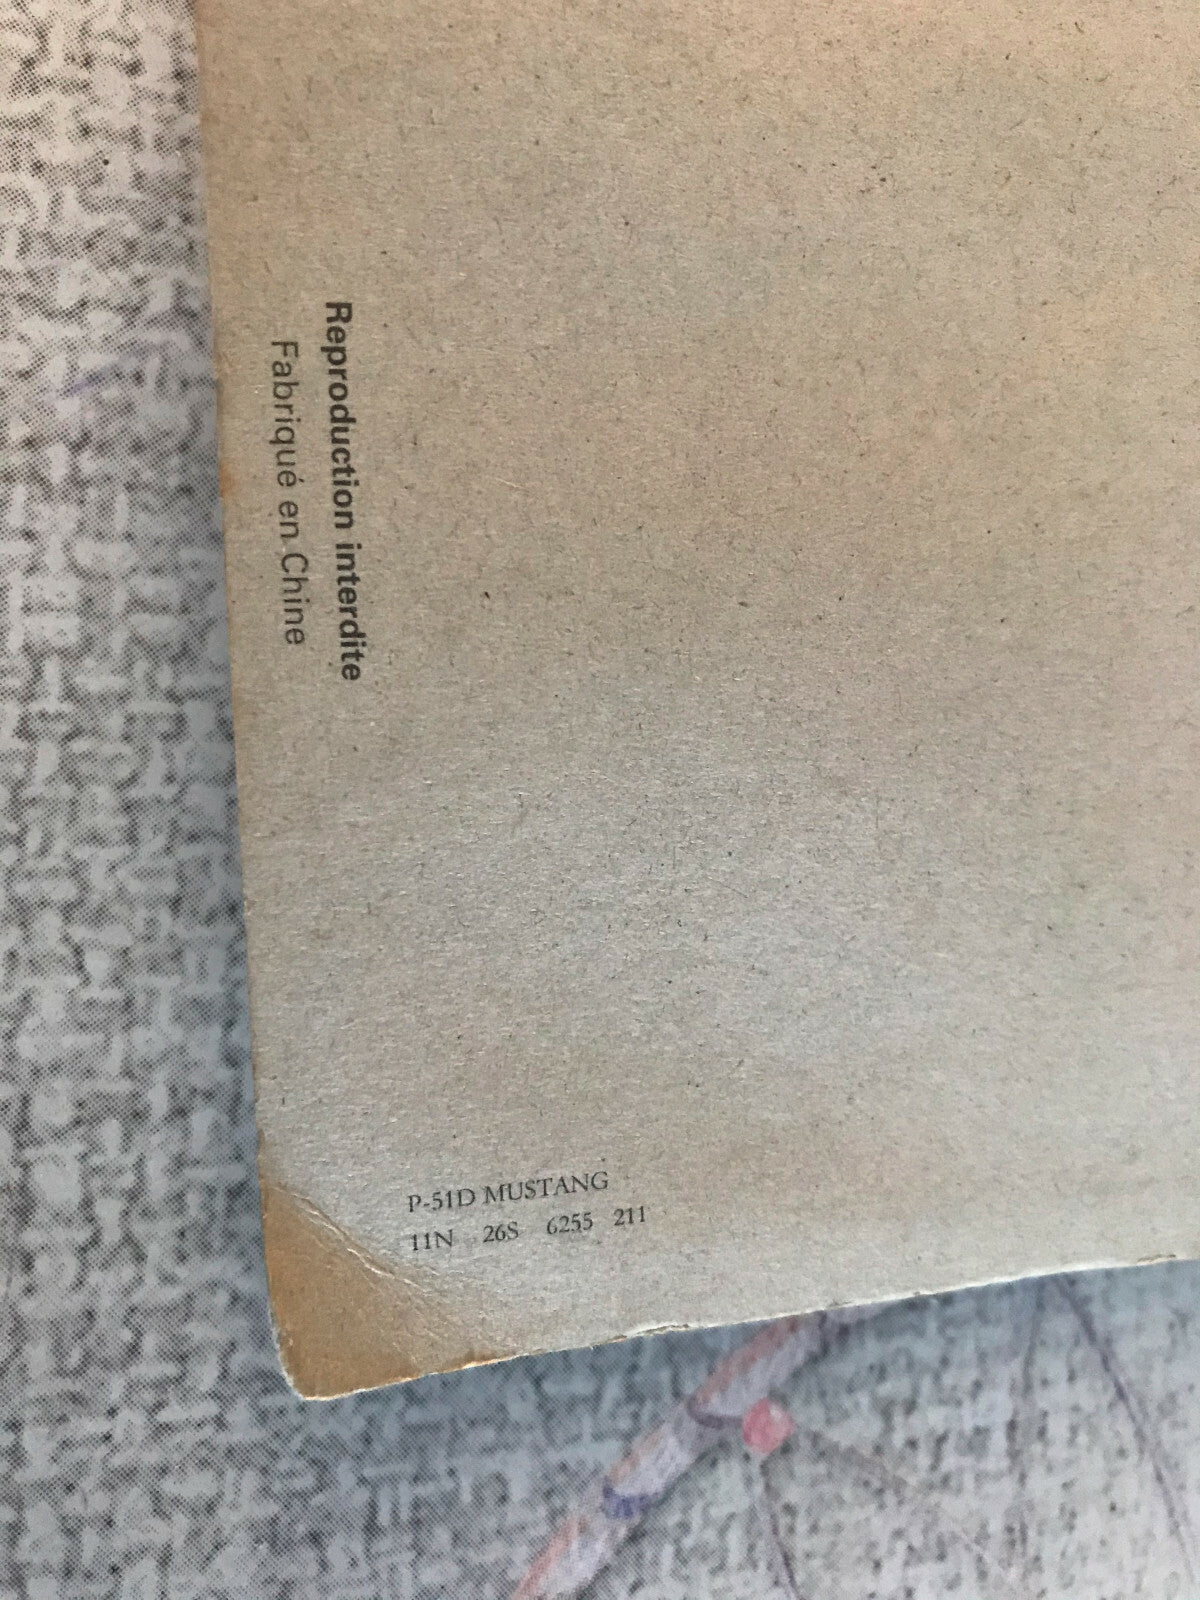 Reproduction interdite
Fabriqué en Chine
P-51D MUSTANG
11N 26S 6255 211